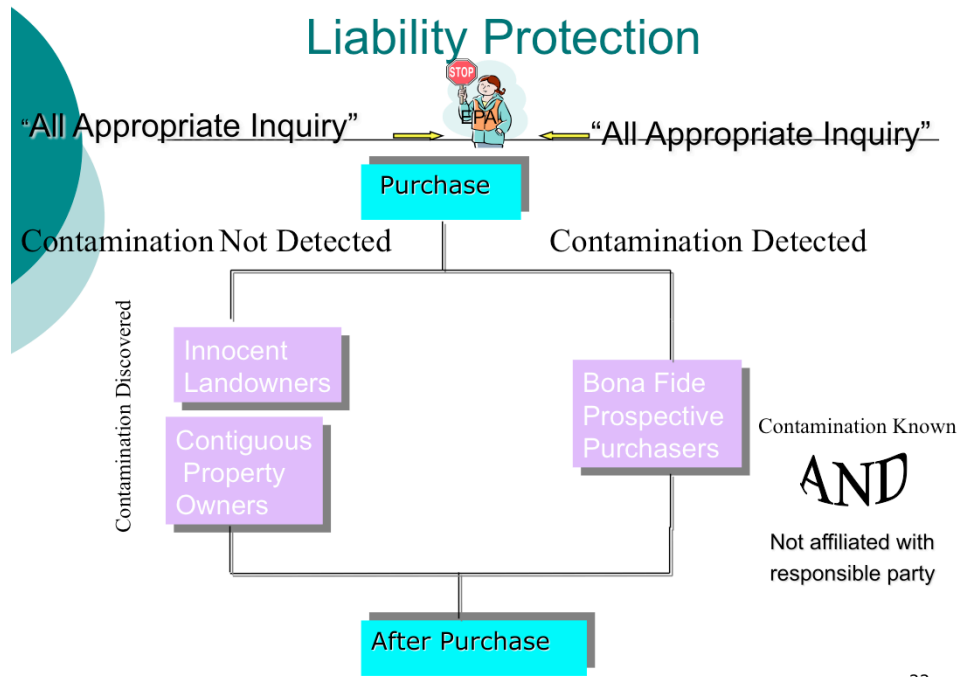 Liability Protection
STOP
EPA
“All Appropriate Inquiry”
“All Appropriate Inquiry”
Purchase
Contamination Not Detected
Contamination Detected
Contamination Discovered
Innocent
Landowners
Contiguous
Property
Owners
Bona Fide
Prospective
Purchasers
Contamination Known
AND
Not affiliated with
responsible party
After Purchase